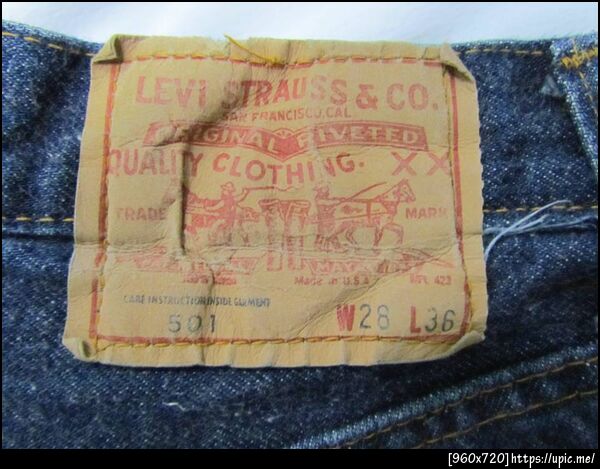 LEVI STRAUSS & CO.
SAN FRANCISCO, CAL.
ORIGINAL RIVETED
QUALITY CLOTHING. XX
TRADE MARK
MADE IN U.S.A. 423
CARE INSTRUCTION INSIDE GARMENT
501 W28 L36
[960x720]https://upic.me/